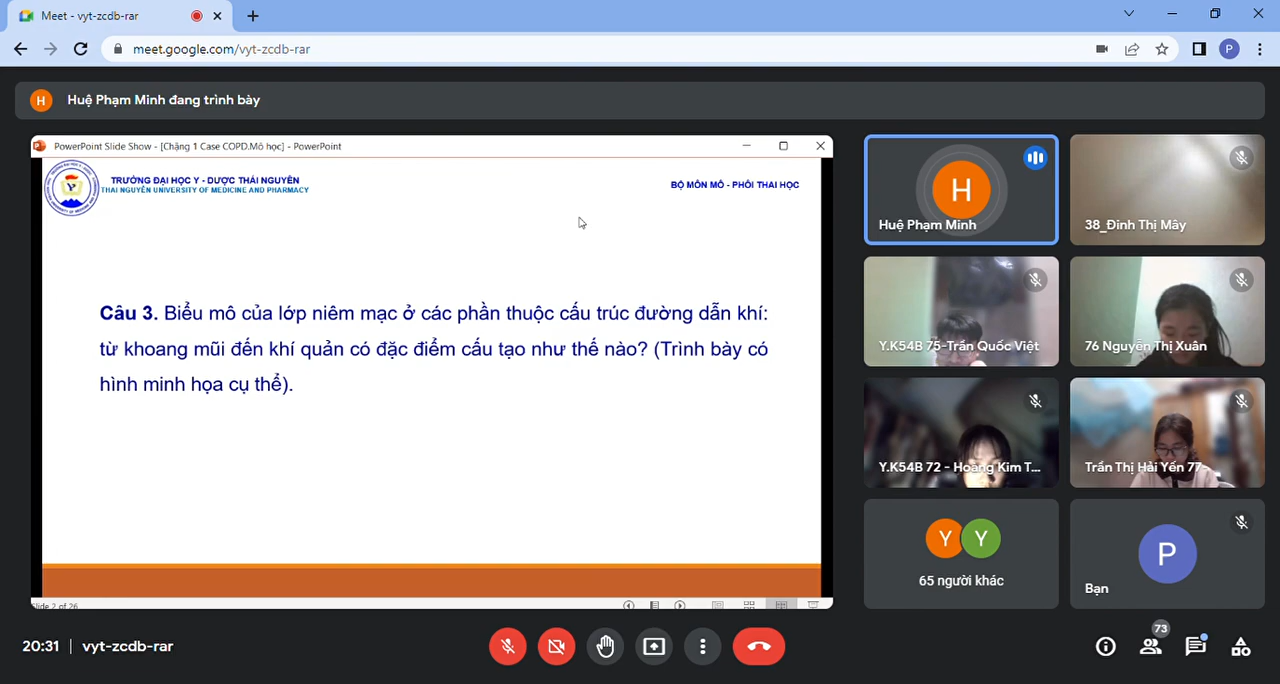 Meet - vyt-zcdb-rar
meet.google.com/vyt-zcdb-rar
P
H
Huệ Phạm Minh đang trình bày
PowerPoint Slide Show - [Chặng 1 Case COPD.Mô học] - PowerPoint
TRƯỜNG ĐẠI HỌC Y - DƯỢC THÁI NGUYÊN
THAI NGUYEN UNIVERSITY OF MEDICINE AND PHARMACY
BỘ MÔN MÔ - PHÔI THAI HỌC
Câu 3. Biểu mô của lớp niêm mạc ở các phần thuộc cấu trúc đường dẫn khí:
từ khoang mũi đến khí quản có đặc điểm cấu tạo như thế nào? (Trình bày có
hình minh họa cụ thể).
Slide 2 of 26
H
Huệ Phạm Minh
38_Đinh Thị Mây
Y.K54B 75-Trần Quốc Việt
76 Nguyễn Thị Xuân
Y.K54B 72 - Hoàng Kim T...
Trần Thị Hải Yến 77-
Y
Y
65 người khác
P
Bạn
20:31
vyt-zcdb-rar
73